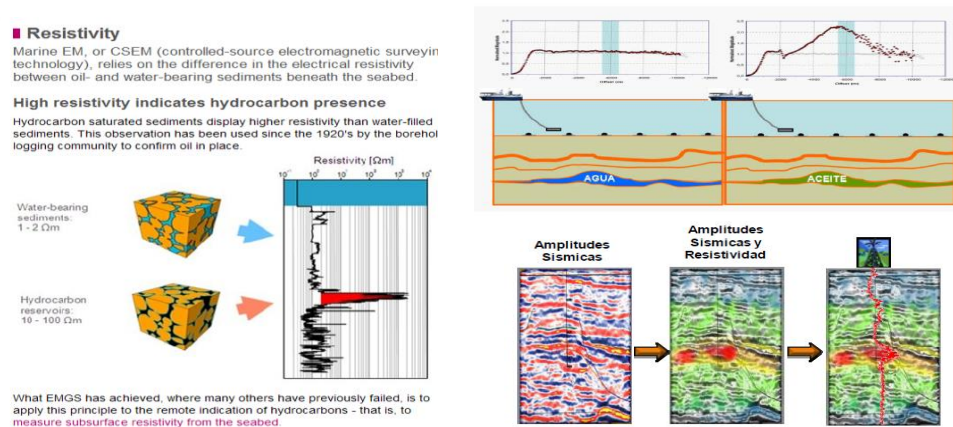 Resistivity
Marine EM, or CSEM (controlled-source electromagnetic surveyin
technology), relies on the difference in the electrical resistivity
between oil- and water-bearing sediments beneath the seabed.
High resistivity indicates hydrocarbon presence
Hydrocarbon saturated sediments display higher resistivity than water-filled
sediments. This observation has been used since the 1920's by the borehol
logging community to confirm oil in place.
Resistivity [Ωm]
Water-bearing
sediments:
1 - 2 Ωm
Hydrocarbon
reservoirs:
10 - 100 Ωm
What EMGS has achieved, where many others have previously failed, is to
apply this principle to the remote indication of hydrocarbons - that is, to
measure subsurface resistivity from the seabed.
AGUA
ACEITE
Amplitudes
Sísmicas
Amplitudes
Sísmicas y
Resistividad